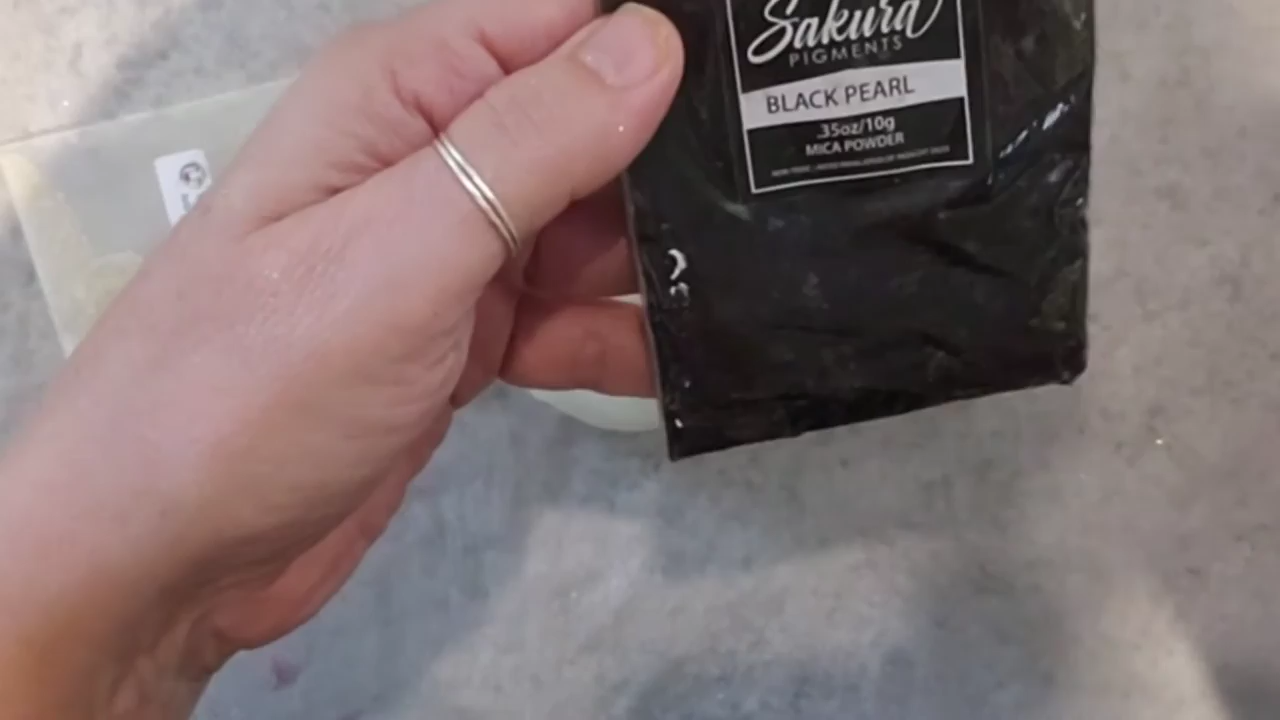 Sakura
PIGMENTS
BLACK PEARL
.35oz/10g
MICA POWDER